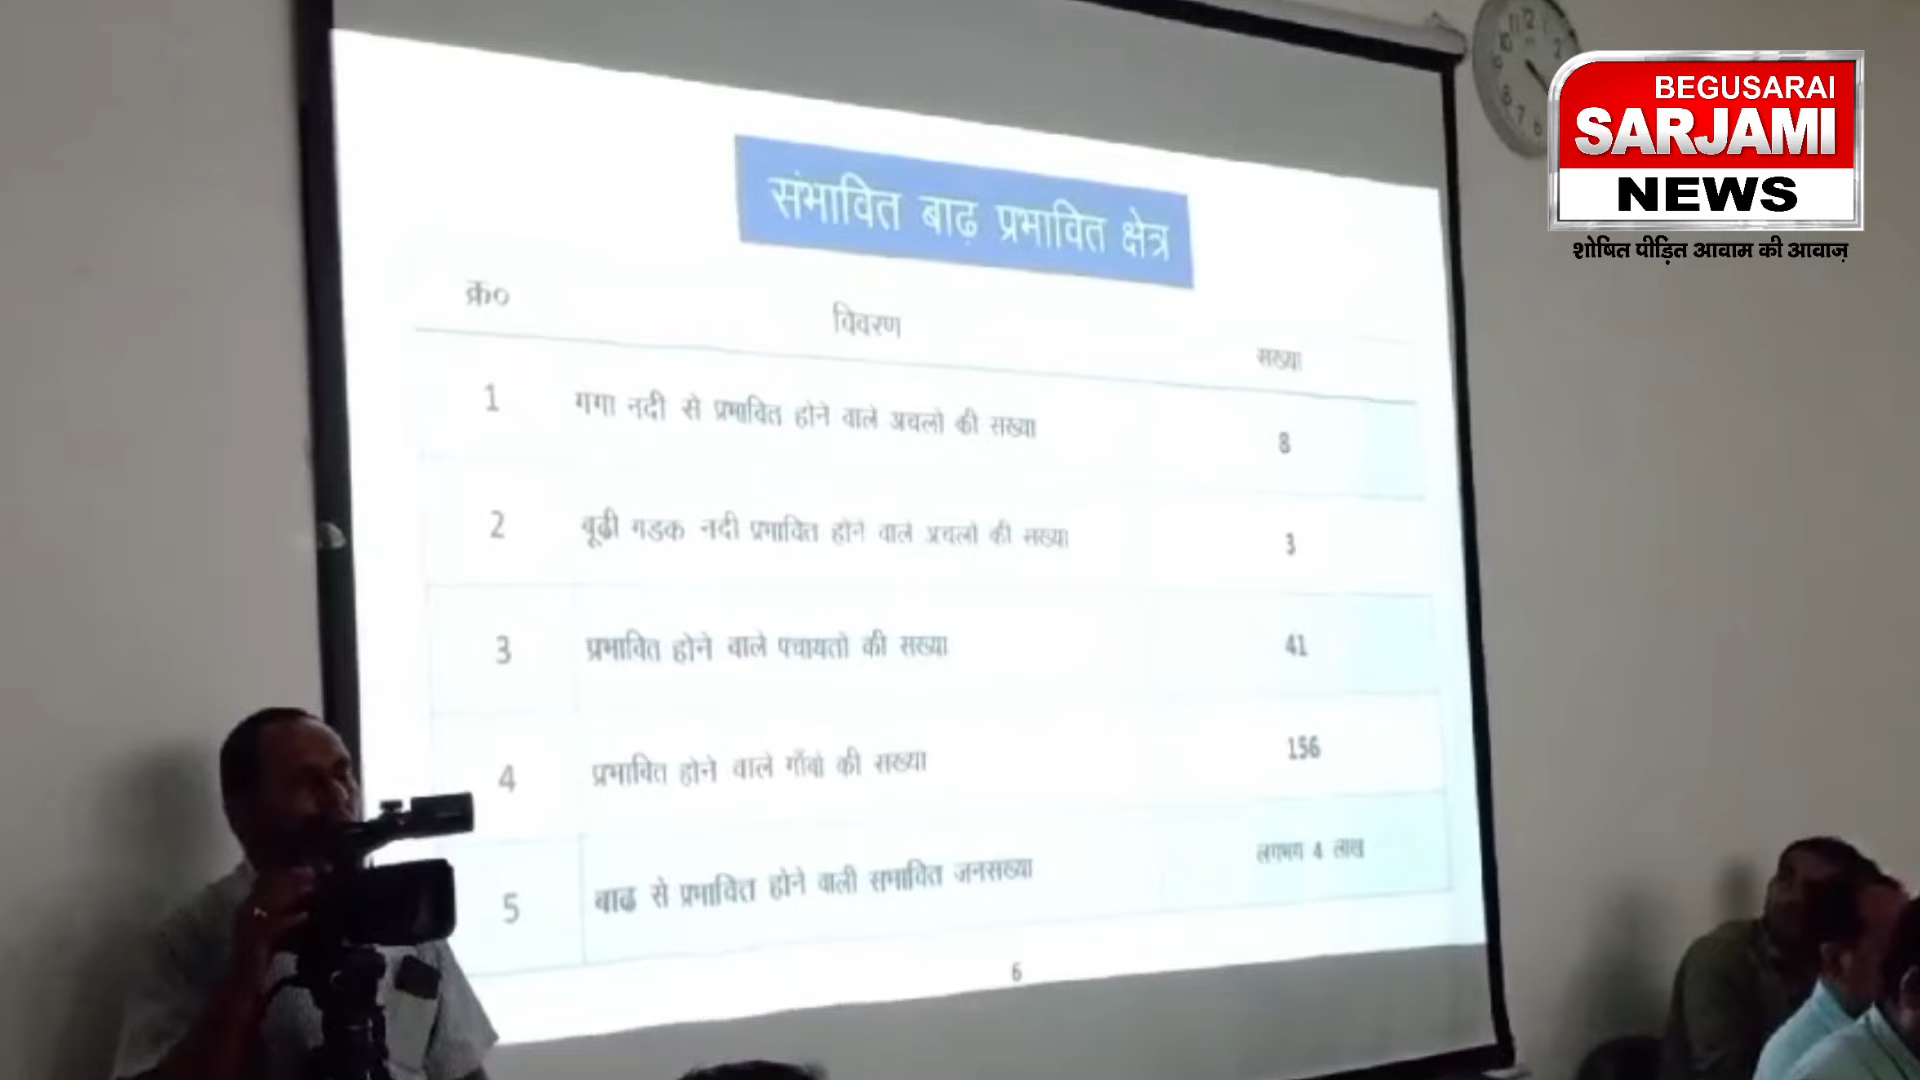 BEGUSARAI
SARJAMI
NEWS
शोषित पीड़ित आवाम की आवाज़
संभावित बाढ़ प्रभावित क्षेत्र
क्र०
विवरण
सख्या
1 गगा नदी से प्रभावित होने वाले अचलो की सख्या 8
2 बूढी गडक नदी प्रभावित होने वाले अचलो की सख्या 3
3 प्रभावित होने वाले पचायतो की सख्या 41
4 प्रभावित होने वाले गाँवो की सख्या 156
5 बाढ से प्रभावित होने वाली सभावित जनसख्या लगभग 4 लाख
6